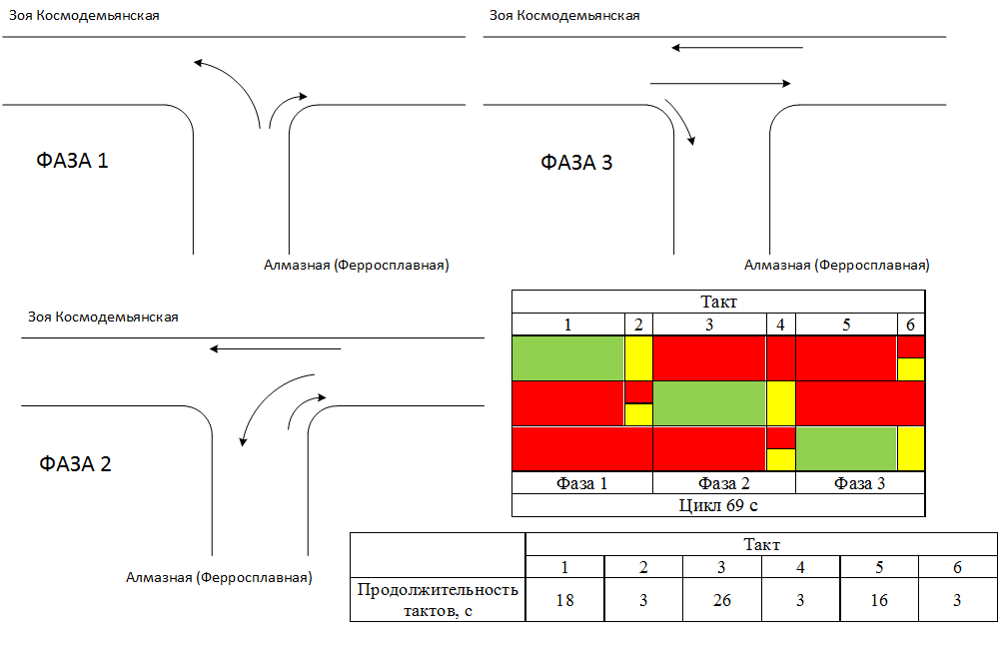 Зоя Космодемьянская
ФАЗА 1
Алмазная (Ферросплавная)
Зоя Космодемьянская
ФАЗА 3
Алмазная (Ферросплавная)
Зоя Космодемьянская
ФАЗА 2
Алмазная (Ферросплавная)
Такт
1 2 3 4 5 6
Фаза 1 Фаза 2 Фаза 3
Цикл 69 с
Такт
1 2 3 4 5 6
Продолжительность
тактов, с
18 3 26 3 16 3